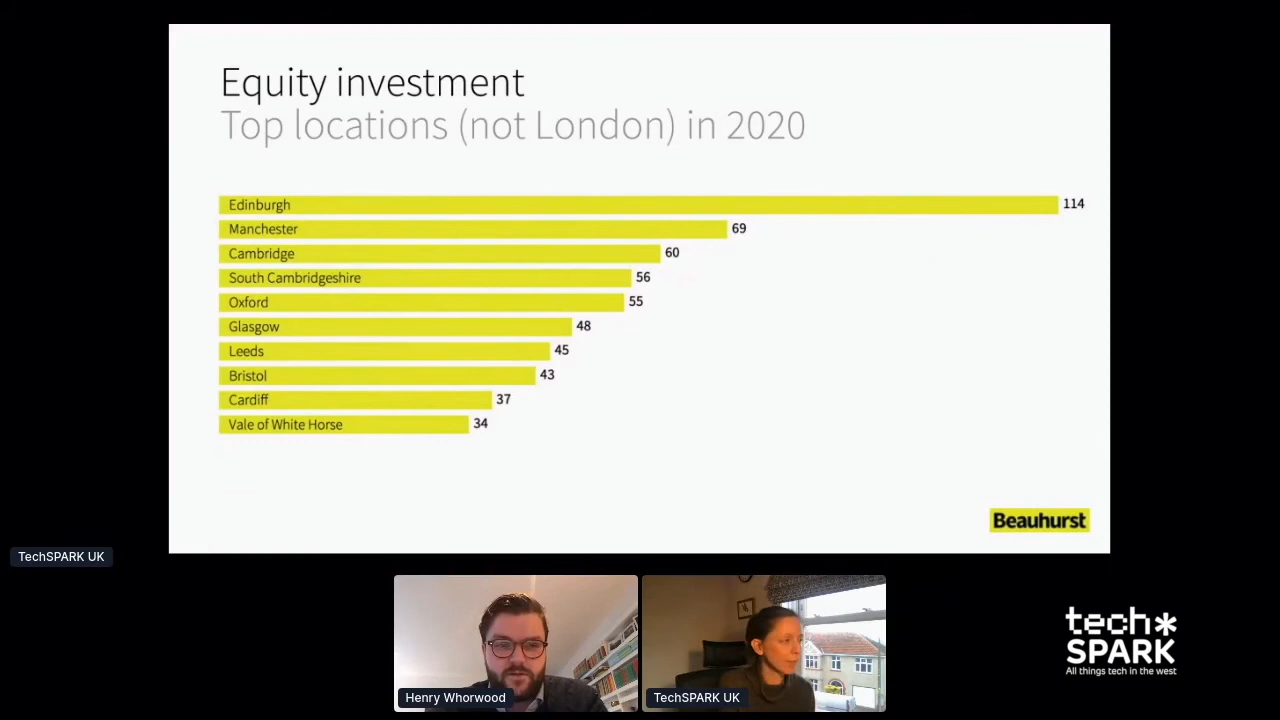 Equity investment
Top locations (not London) in 2020
Edinburgh 114
Manchester 69
Cambridge 60
South Cambridgeshire 56
Oxford 55
Glasgow 48
Leeds 45
Bristol 43
Cardiff 37
Vale of White Horse 34
Beauhurst
TechSPARK UK
Henry Whorwood
TechSPARK UK
tech*
SPARK
All things tech in the west